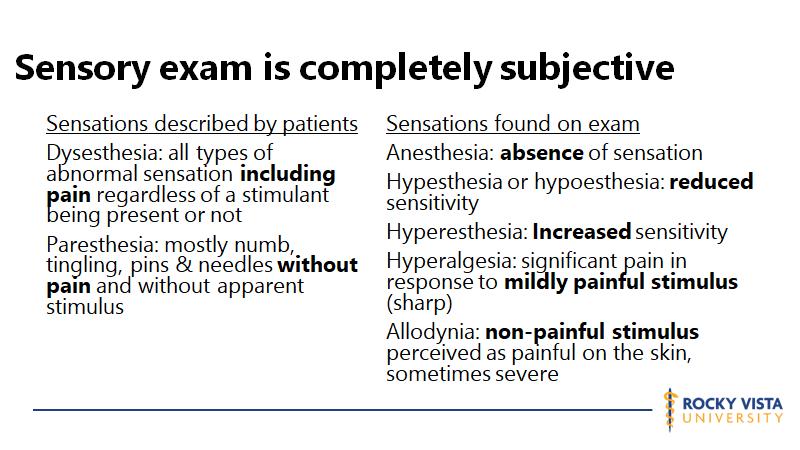 Sensory exam is completely subjective
Sensations described by patients
Dysesthesia: all types of
abnormal sensation including
pain regardless of a stimulant
being present or not
Paresthesia: mostly numb,
tingling, pins & needles without
pain and without apparent
stimulus
Sensations found on exam
Anesthesia: absence of sensation
Hypesthesia or hypoesthesia: reduced
sensitivity
Hyperesthesia: Increased sensitivity
Hyperalgesia: significant pain in
response to mildly painful stimulus
(sharp)
Allodynia: non-painful stimulus
perceived as painful on the skin,
sometimes severe
ROCKY VISTA
UNIVERSITY